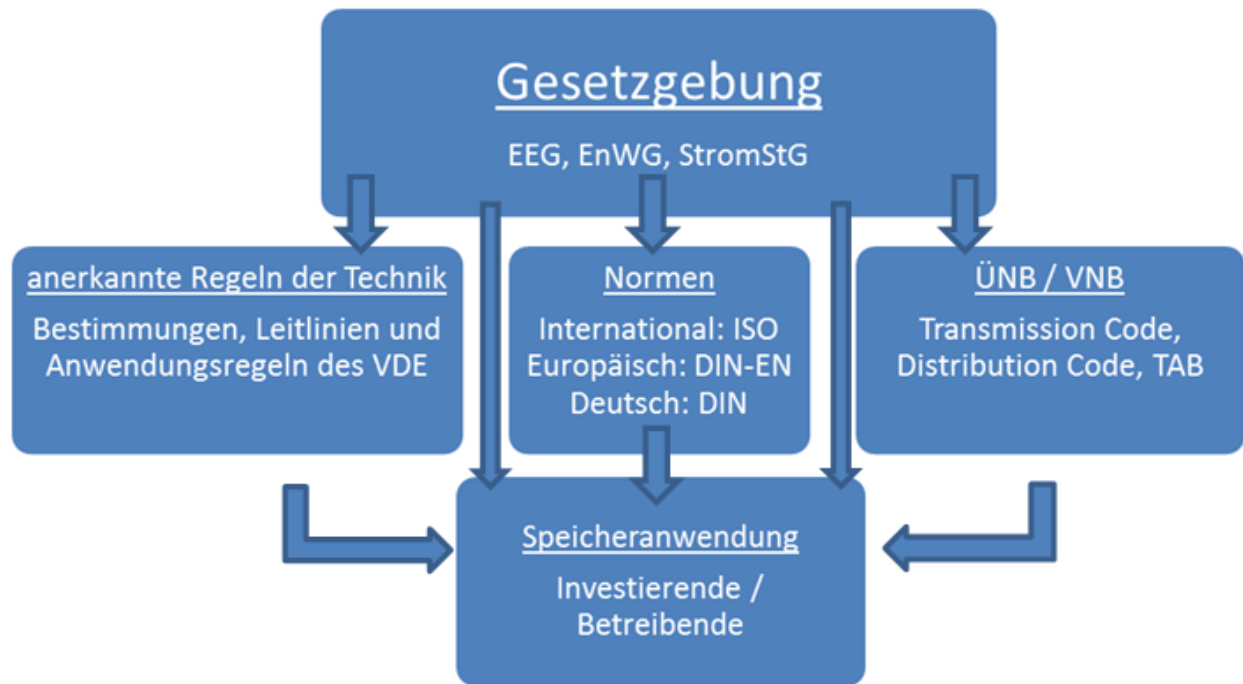 Gesetzgebung
EEG, EnWG, StromStG
anerkannte Regeln der Technik
Bestimmungen, Leitlinien und
Anwendungsregeln des VDE
Normen
International: ISO
Europäisch: DIN-EN
Deutsch: DIN
ÜNB / VNB
Transmission Code,
Distribution Code, TAB
Speicheranwendung
Investierende /
Betreibende